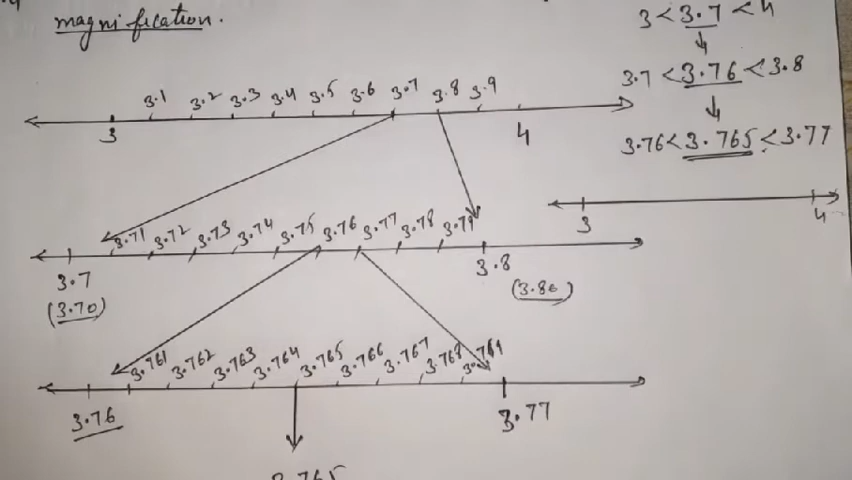 magnification.
3 < 3.7 < 4
3.7 < 3.76 < 3.8
3.76 < 3.765 < 3.77
3.1 3.2 3.3 3.4 3.5 3.6 3.7 3.8 3.9
3 4
3 4
3.71 3.72 3.73 3.74 3.75 3.76 3.77 3.78 3.79
3.7 3.8
(3.70) (3.80)
3.761 3.762 3.763 3.764 3.765 3.766 3.767 3.768
3.76 3.77
3.765